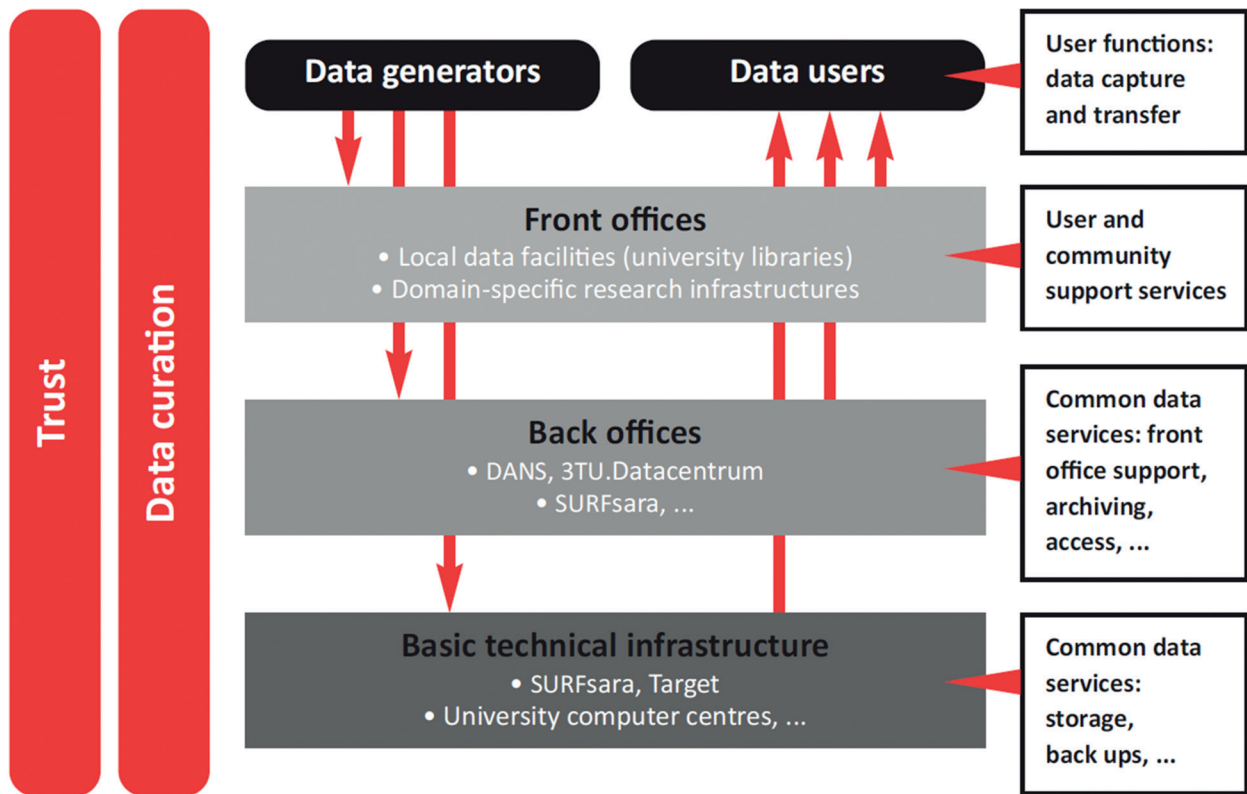 Trust
Data curation
Data generators
Data users
User functions:
data capture
and transfer
Front offices
• Local data facilities (university libraries)
• Domain-specific research infrastructures
User and
community
support services
Back offices
• DANS, 3TU.Datacentrum
• SURFsara, ...
Common data
services: front
office support,
archiving,
access, ...
Basic technical infrastructure
• SURFsara, Target
• University computer centres, ...
Common data
services:
storage,
back ups, ...